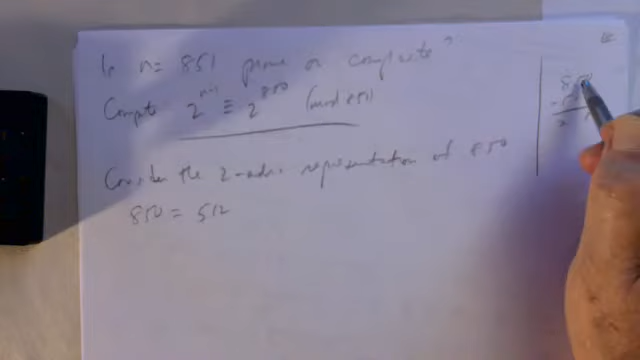 Is n = 851 prime or composite?
Compute 2^{n-1} ≡ 2^{850} (mod 851)
Consider the 2-adic representation of 850
850 = 512
850